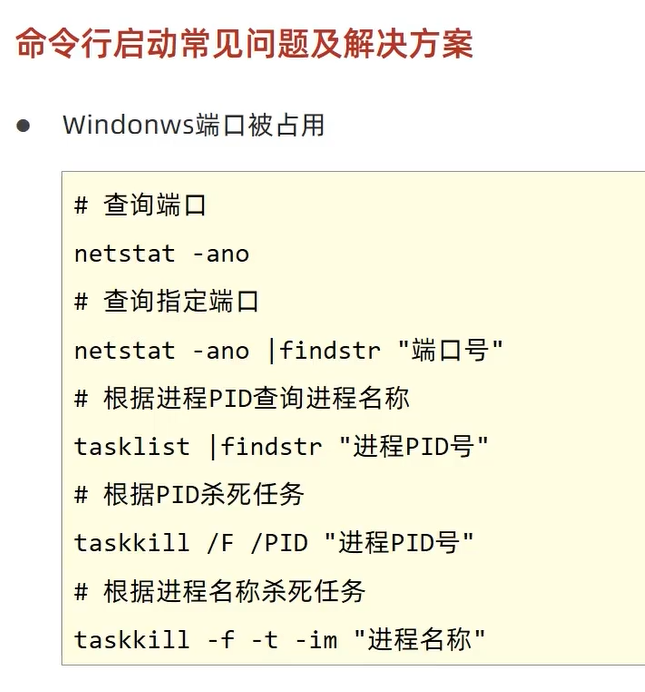 命令行启动常见问题及解决方案
● Windonws端口被占用
# 查询端口
netstat -ano
# 查询指定端口
netstat -ano |findstr "端口号"
# 根据进程PID查询进程名称
tasklist |findstr "进程PID号"
# 根据PID杀死任务
taskkill /F /PID "进程PID号"
# 根据进程名称杀死任务
taskkill -f -t -im "进程名称"